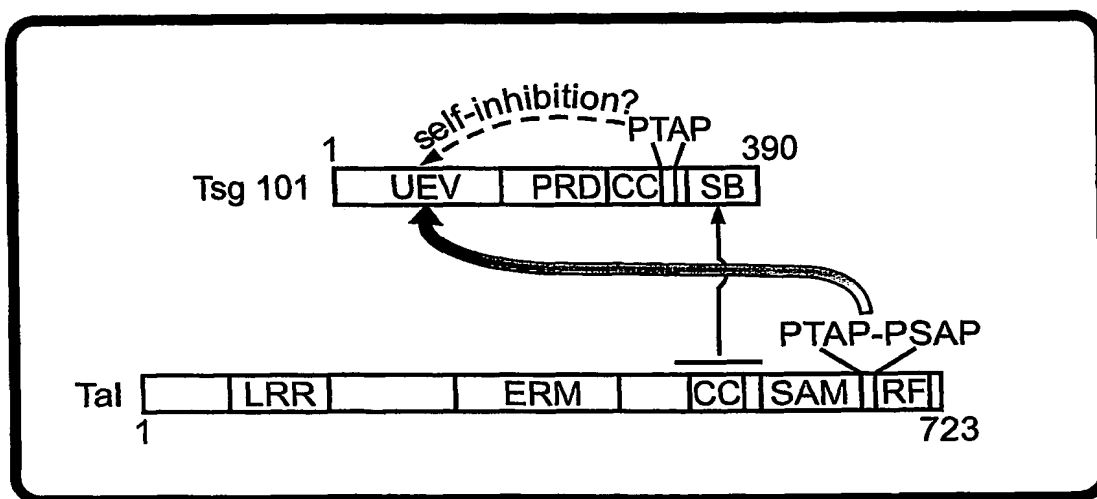 self-inhibition?
PTAP
1 390
Tsg 101 UEV PRD CC SB
PTAP-PSAP
Tal LRR ERM CC SAM RF
1 723